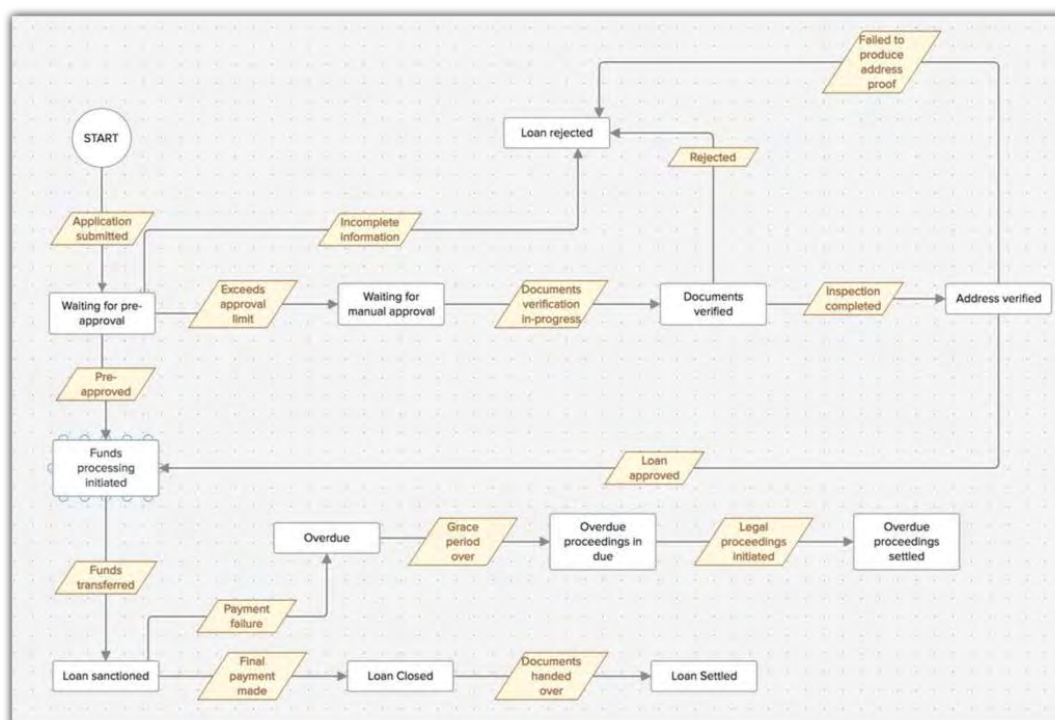 Failed to
produce
address
proof
START
Loan rejected
Rejected
Application
submitted
Incomplete
information
Waiting for pre-
approval
Exceeds
approval
limit
Waiting for
manual approval
Documents
verification
in-progress
Documents
verified
Inspection
completed
Address verified
Pre-
approved
Funds
processing
initiated
Loan
approved
Overdue
Grace
period
over
Overdue
proceedings in
due
Legal
proceedings
initiated
Overdue
proceedings
settled
Funds
transferred
Payment
failure
Loan sanctioned
Final
payment
made
Loan Closed
Documents
handed
over
Loan Settled